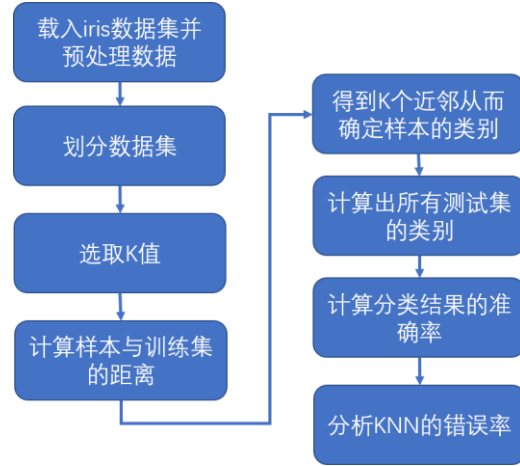 载入iris数据集并
预处理数据
划分数据集
选取K值
计算样本与训练集
的距离
得到K个近邻从而
确定样本的类别
计算出所有测试集
的类别
计算分类结果的准
确率
分析KNN的错误率